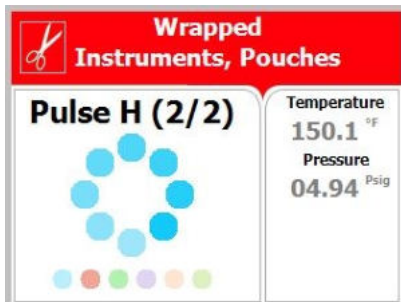 Wrapped
Instruments, Pouches
Pulse H (2/2)
Temperature
150.1 °F
Pressure
04.94 Psig